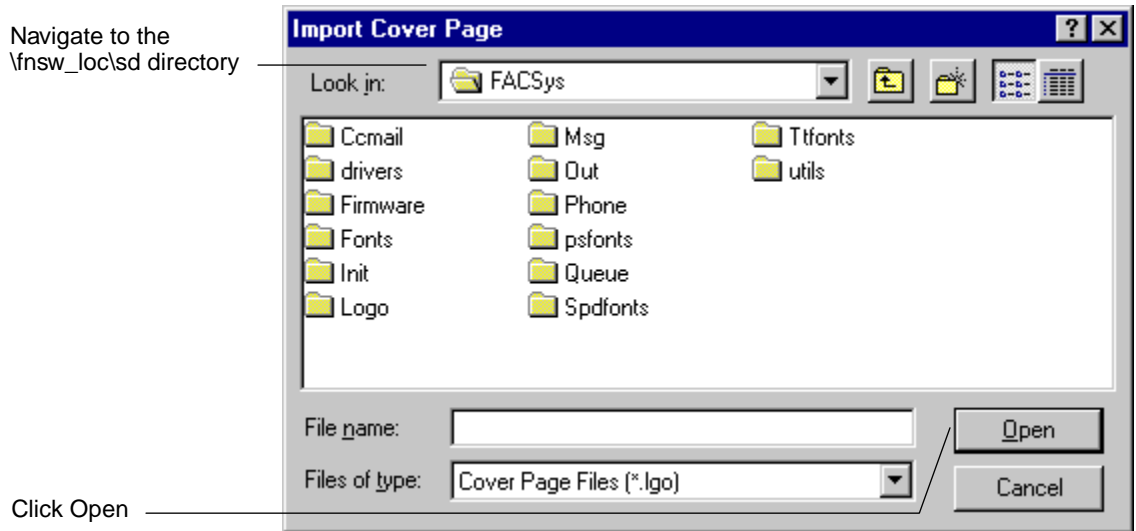 Import Cover Page
Navigate to the
\fnsw_loc\sd directory
Look in:
FACSys
Ccmail
Msg
Ttfonts
drivers
Out
utils
Firmware
Phone
Fonts
psfonts
Init
Queue
Logo
Spdfonts
File name:
Open
Files of type:
Cover Page Files (*.lgo)
Cancel
Click Open